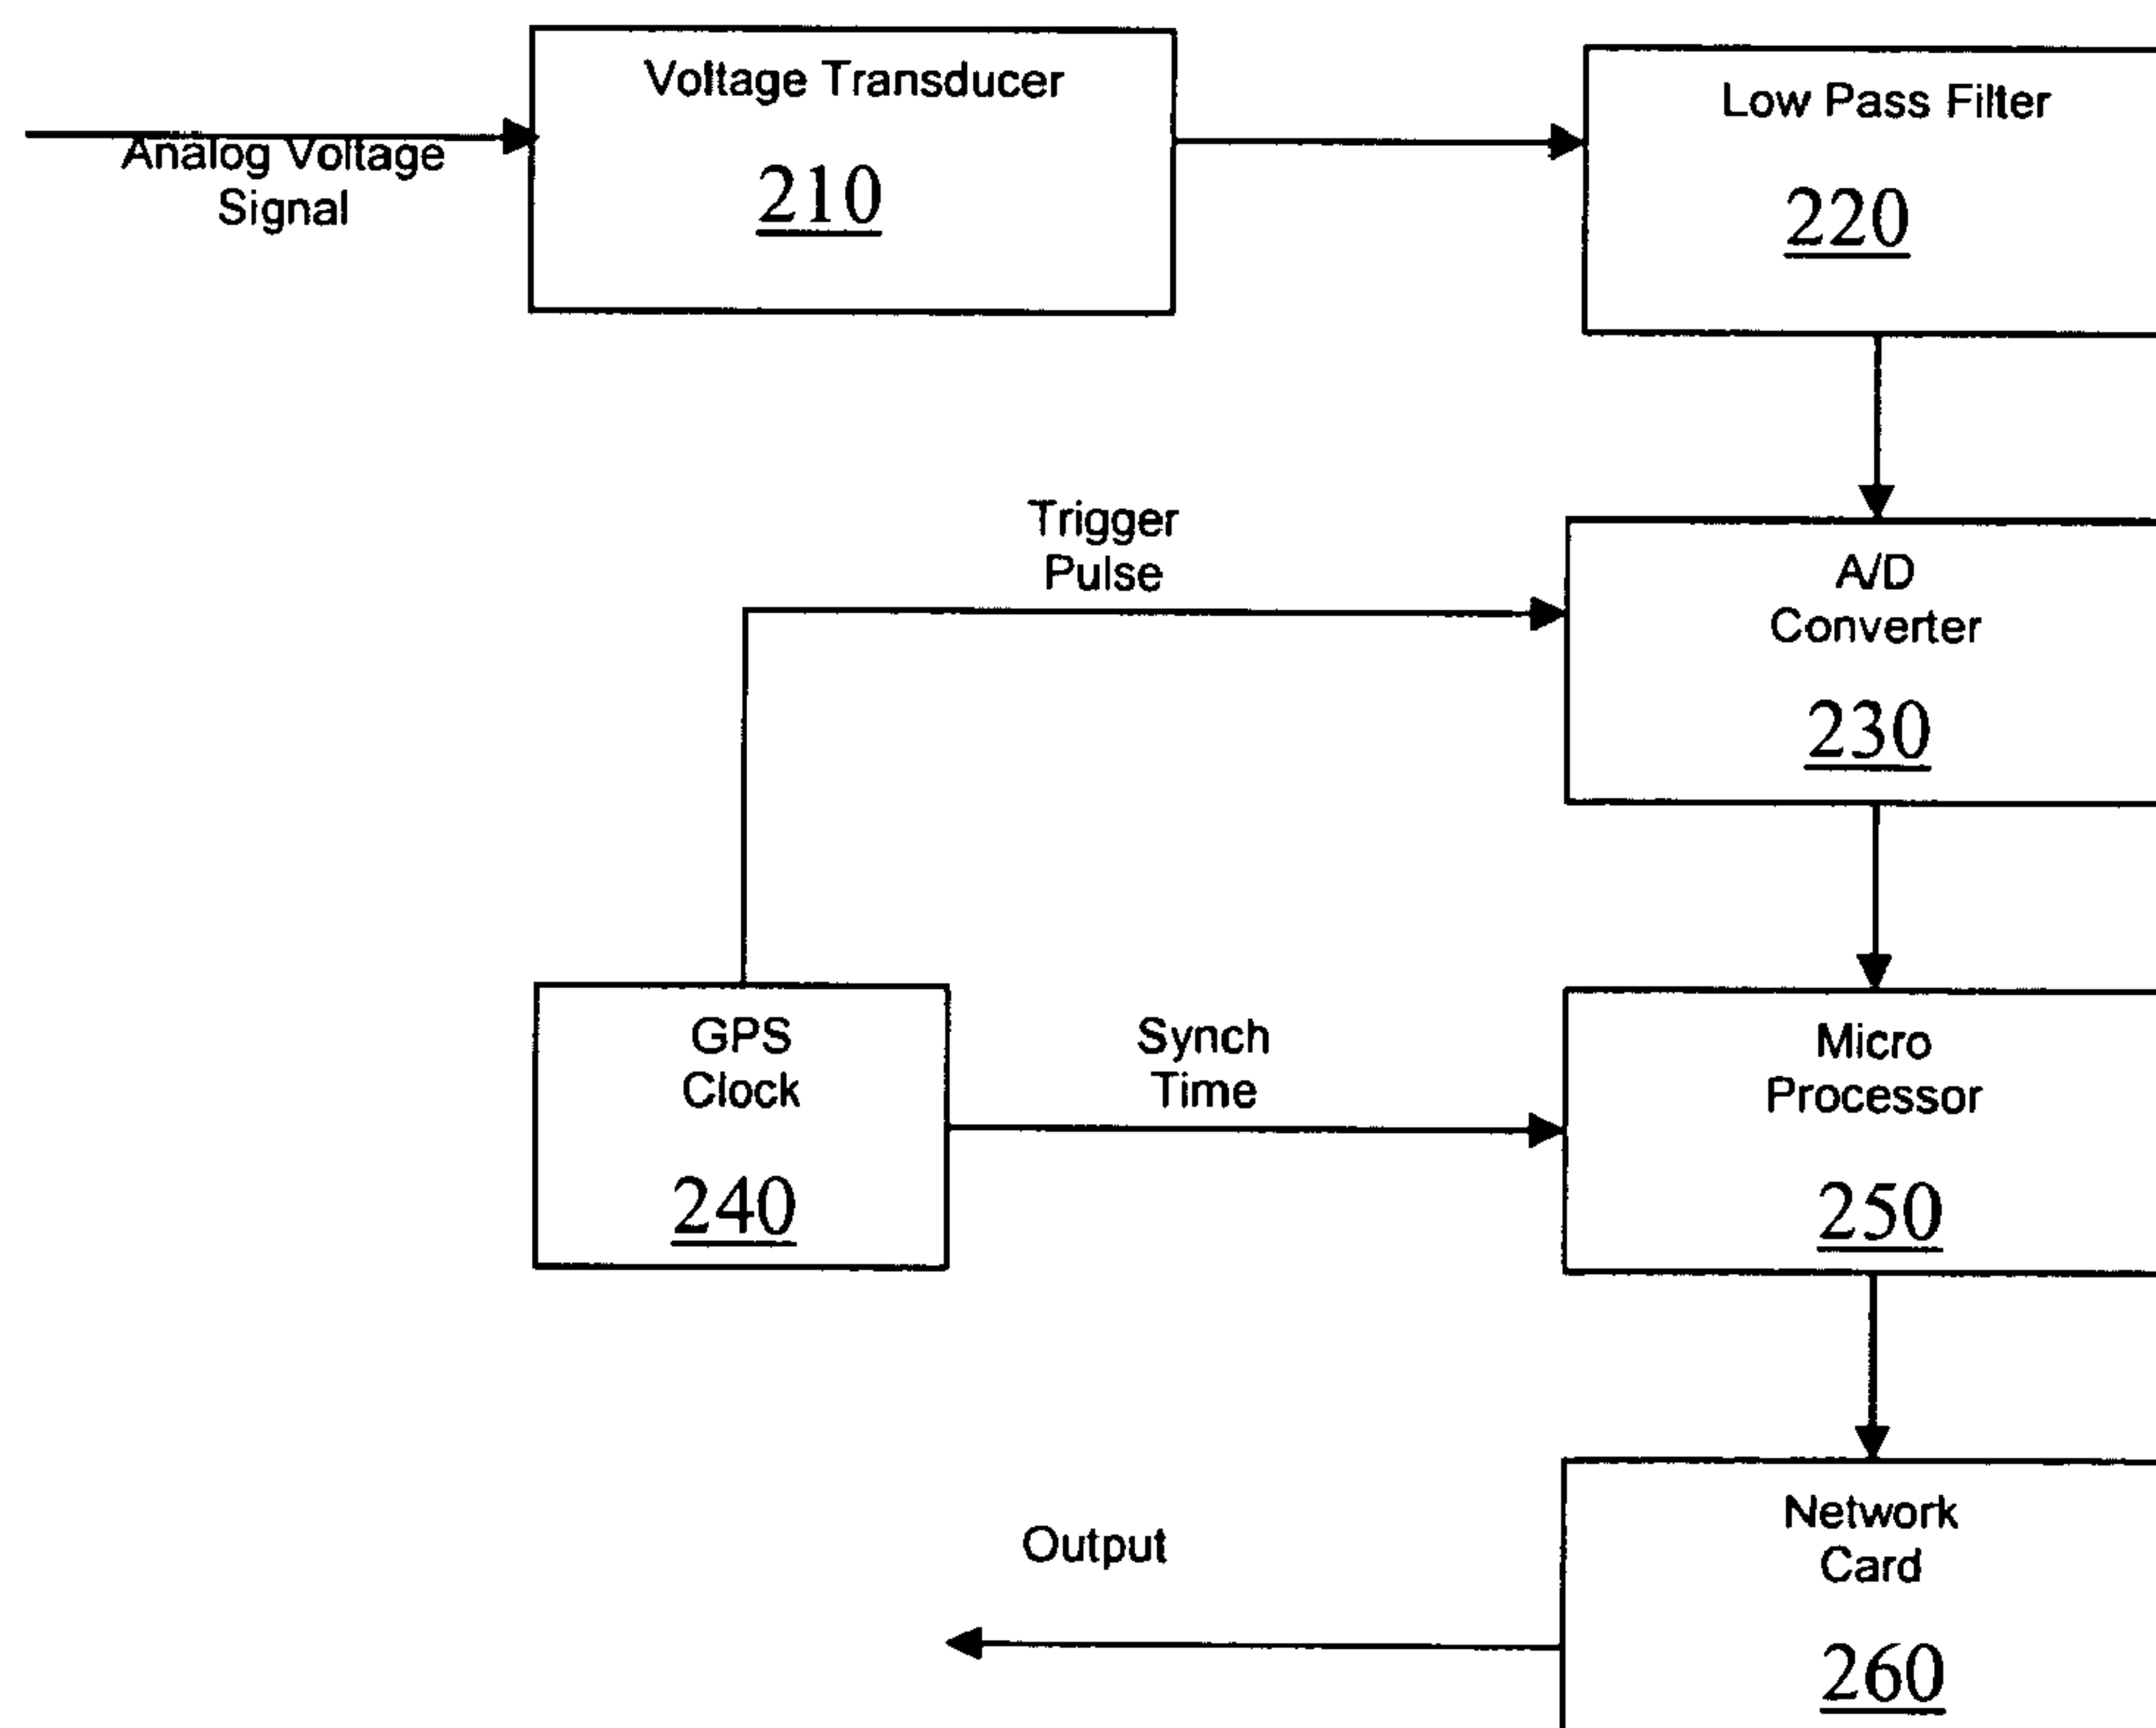 Voltage Transducer
210
Low Pass Filter
220
Analog Voltage
Signal
Trigger
Pulse
A/D
Converter
230
GPS
Clock
240
Synch
Time
Micro
Processor
250
Output
Network
Card
260